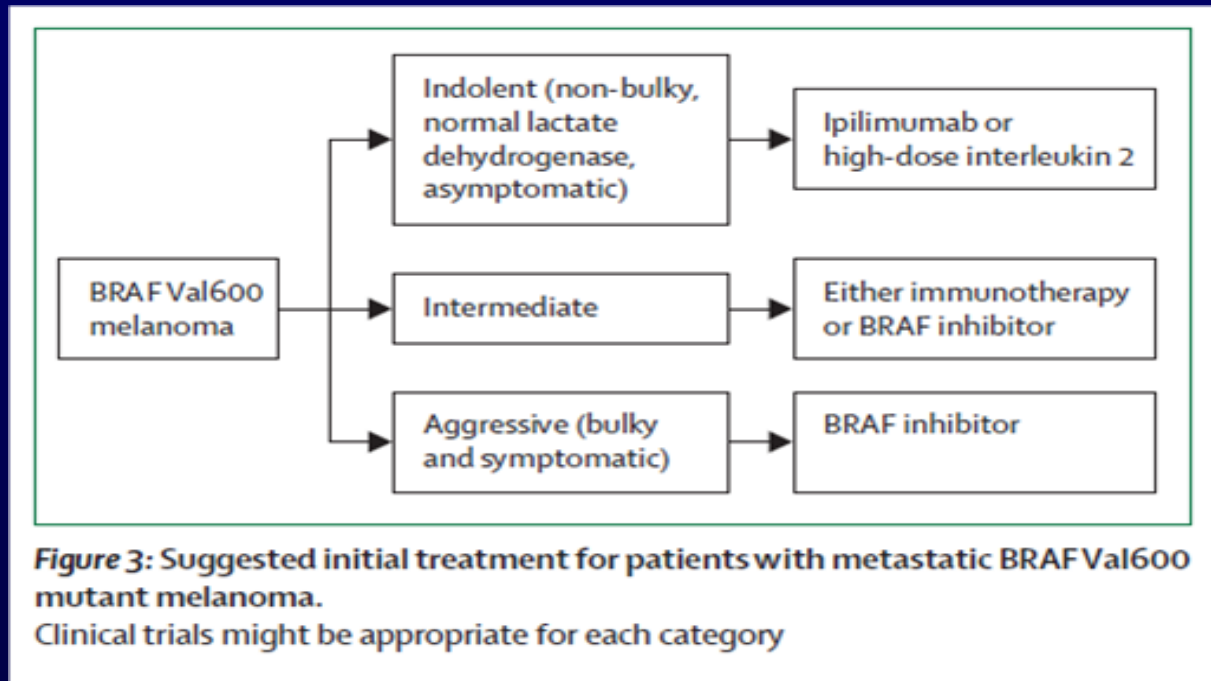 Indolent (non-bulky,
normal lactate
dehydrogenase,
asymptomatic)
Ipilimumab or
high-dose interleukin 2
BRAF Val600
melanoma
Intermediate
Either immunotherapy
or BRAF inhibitor
Aggressive (bulky
and symptomatic)
BRAF inhibitor
Figure 3: Suggested initial treatment for patients with metastatic BRAF Val600
mutant melanoma.
Clinical trials might be appropriate for each category